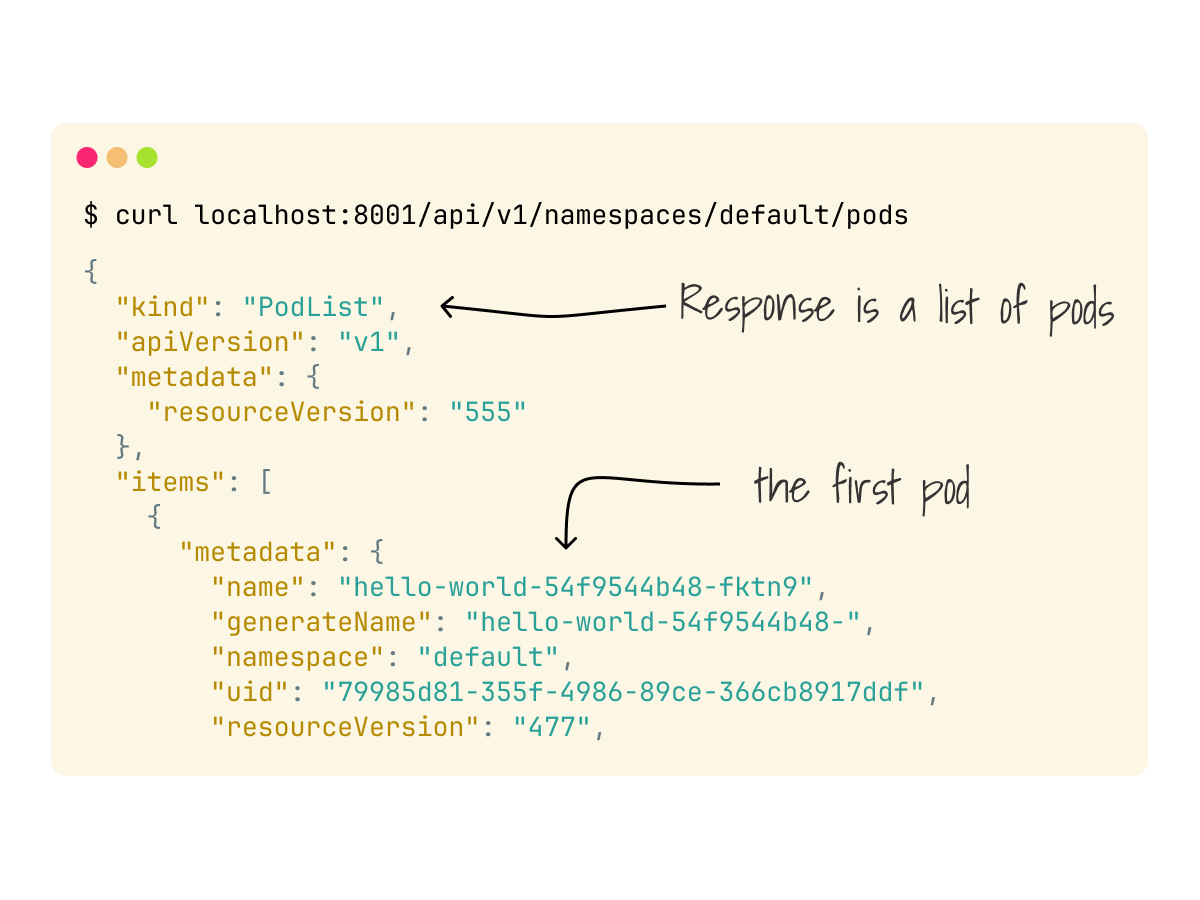 $ curl localhost:8001/api/v1/namespaces/default/pods
{
  "kind": "PodList",
Response is a list of pods
  "apiVersion": "v1",
  "metadata": {
    "resourceVersion": "555"
  },
  "items": [
the first pod
    {
      "metadata": {
        "name": "hello-world-54f9544b48-fktn9",
        "generateName": "hello-world-54f9544b48-",
        "namespace": "default",
        "uid": "79985d81-355f-4986-89ce-366cb8917ddf",
        "resourceVersion": "477",